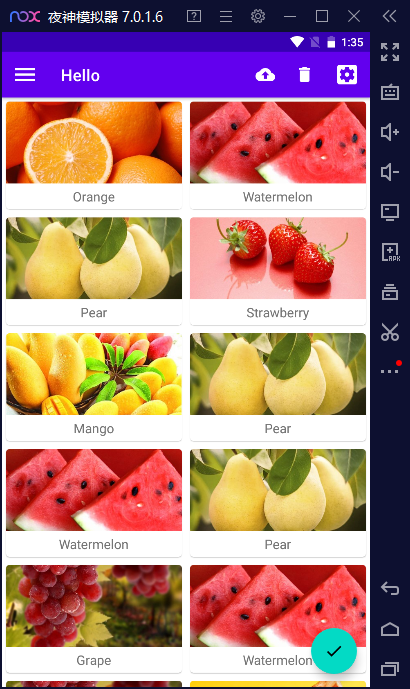 nox 夜神模拟器 7.0.1.6
1:35
Hello
Orange
Watermelon
Pear
Strawberry
Mango
Pear
Watermelon
Pear
Grape
Watermelon
APK